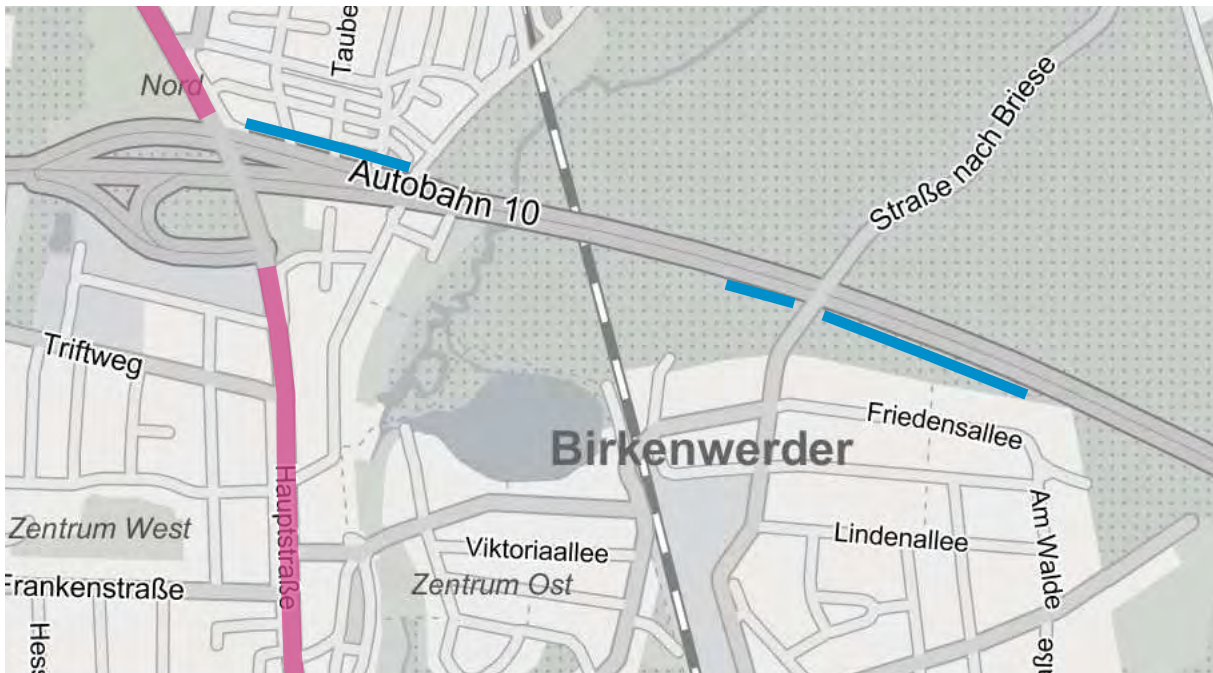 Taube
Nord
Straße nach Briese
Autobahn 10
Triftweg
Friedensallee
Birkenwerder
Hauptstraße
Am Walde
Zentrum West
Lindenallee
Viktoriaallee
Zentrum Ost
Frankenstraße
Hess